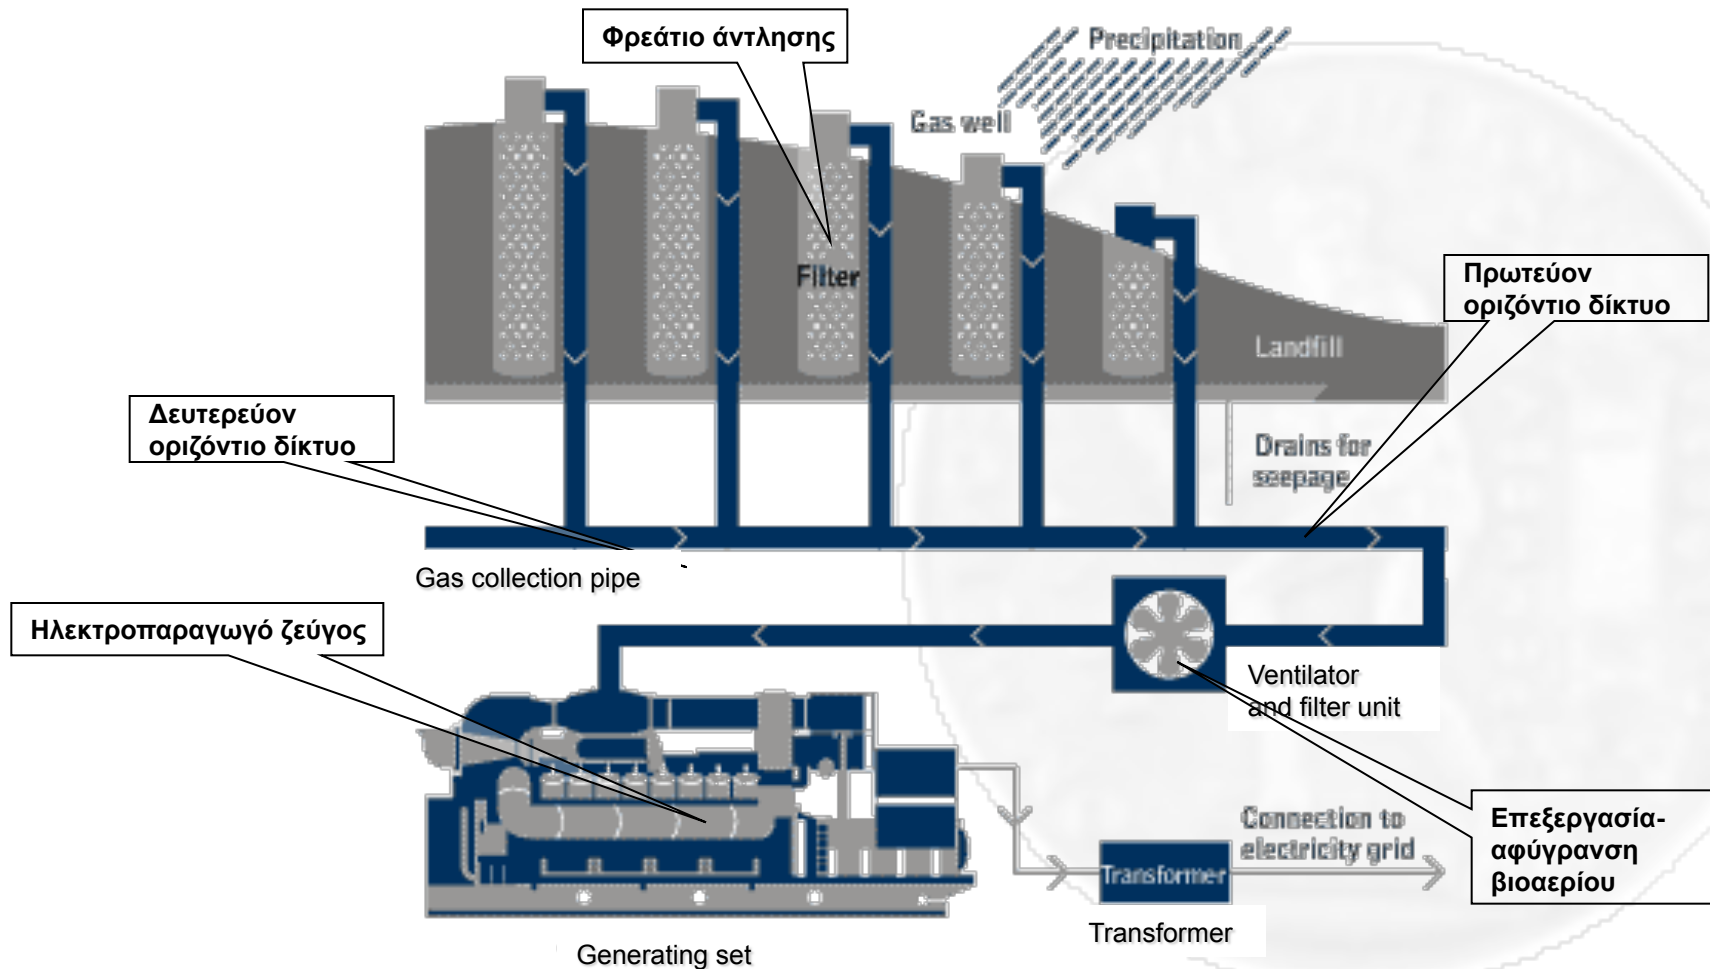 Φρεάτιο άντλησης
Precipitation
Gas well
Filter
Πρωτεύον
οριζόντιο δίκτυο
Landfill
Δευτερεύον
οριζόντιο δίκτυο
Drains for
seepage
Gas collection pipe
Ηλεκτροπαραγωγό ζεύγος
Ventilator
and filter unit
Connection to
electricity grid
Επεξεργασία-
αφύγρανση
βιοαερίου
Transformer
Transformer
Generating set